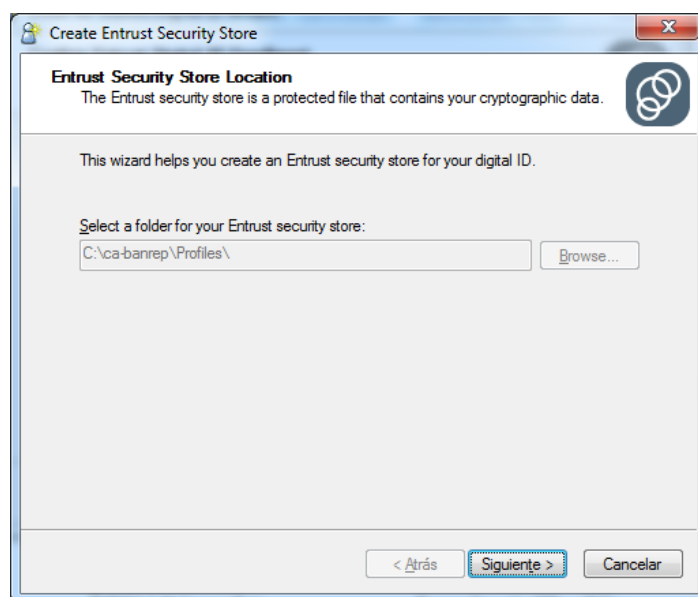 Create Entrust Security Store
Entrust Security Store Location
The Entrust security store is a protected file that contains your cryptographic data.
This wizard helps you create an Entrust security store for your digital ID.
Select a folder for your Entrust security store:
C:\ca-banrep\Profiles\
Browse...
< Atrás
Siguiente >
Cancelar